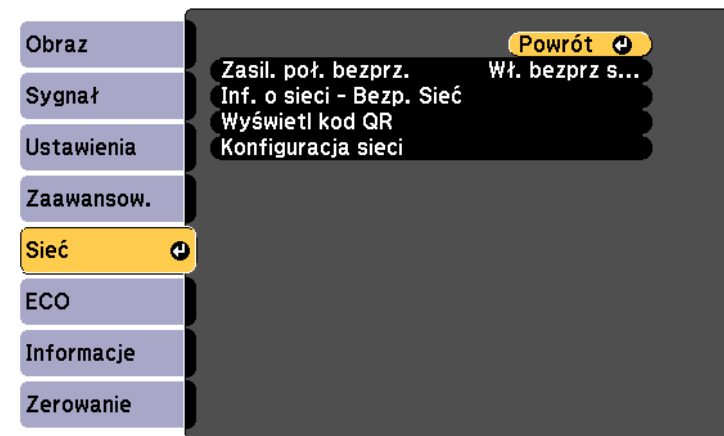 Obraz
Sygnał
Ustawienia
Zaawansow.
Sieć
ECO
Informacje
Zerowanie
Powrót
Zasil. poł. bezprz. Wł. bezprz s...
Inf. o sieci - Bezp. Sieć
Wyświetl kod QR
Konfiguracja sieci